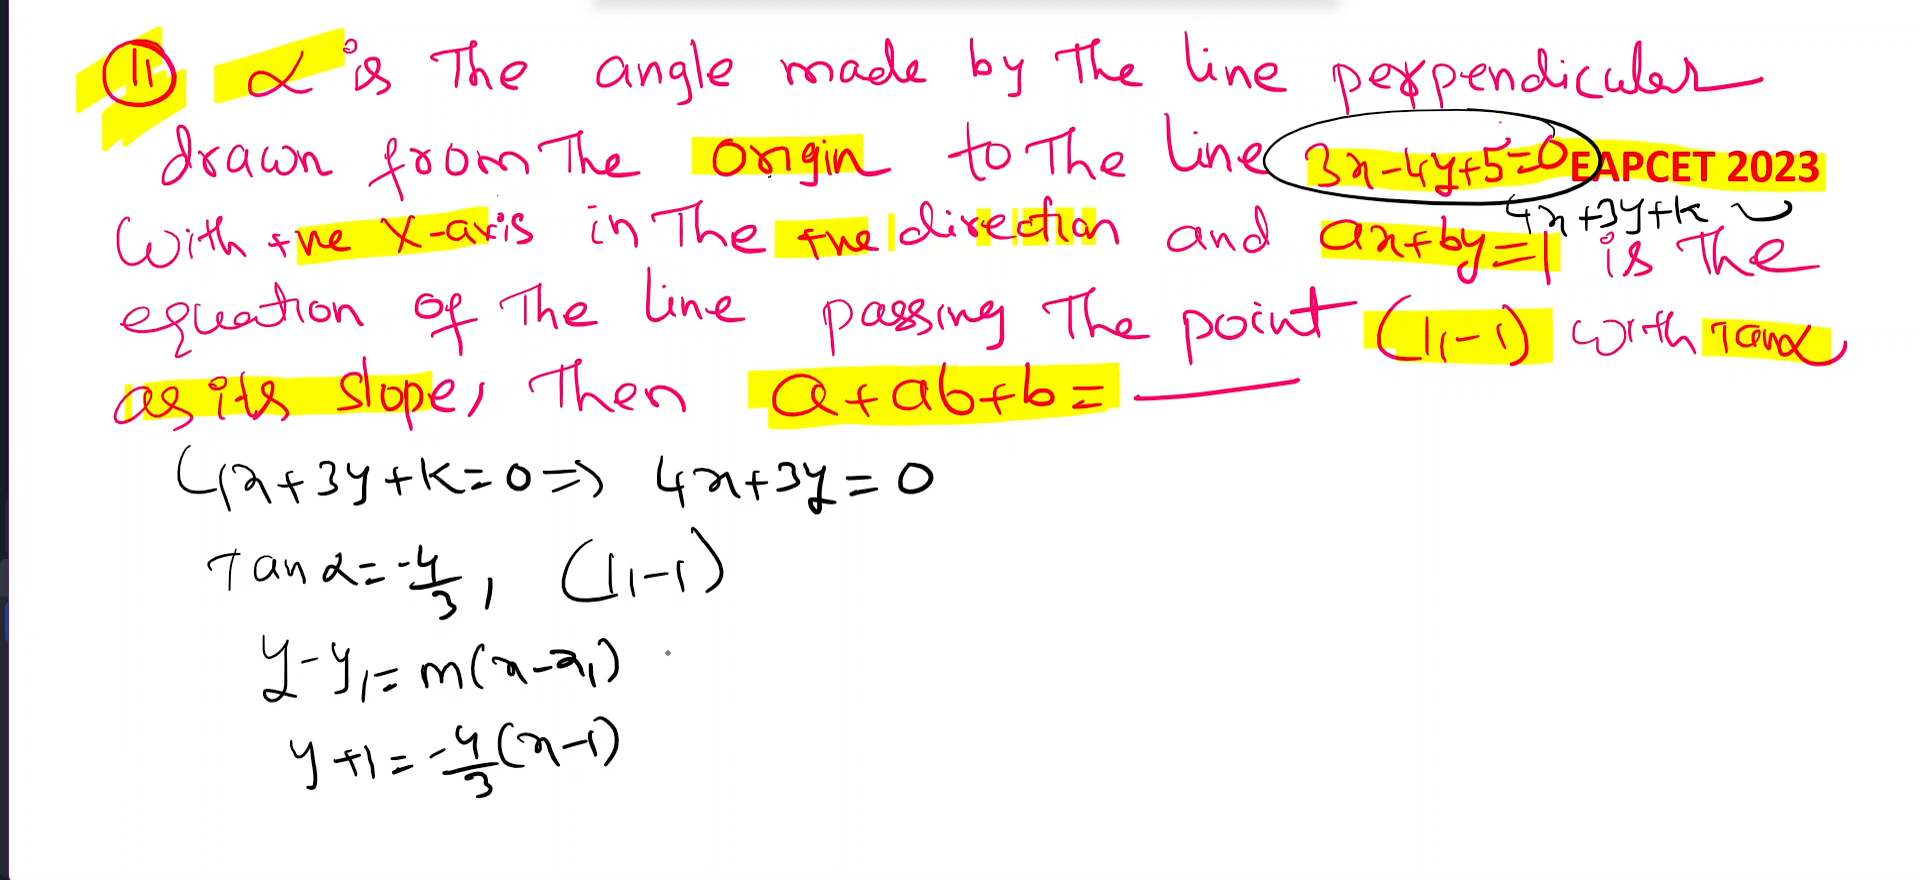 11 α is The angle made by The line perpendicular
drawn from The origin to The line 3x-4y+5=0 EAPCET 2023
4x+3y+k
with +ve X-axis in The +ve direction and ax+by=1 is The
equation of The line passing The point (1,-1) with Tanα
as its slope, Then a+ab+b= ____
4x+3y+k=0 => 4x+3y=0
Tanα=-4/3, (1,-1)
y-y₁=m(x-x₁)
y+1=-4/3(x-1)